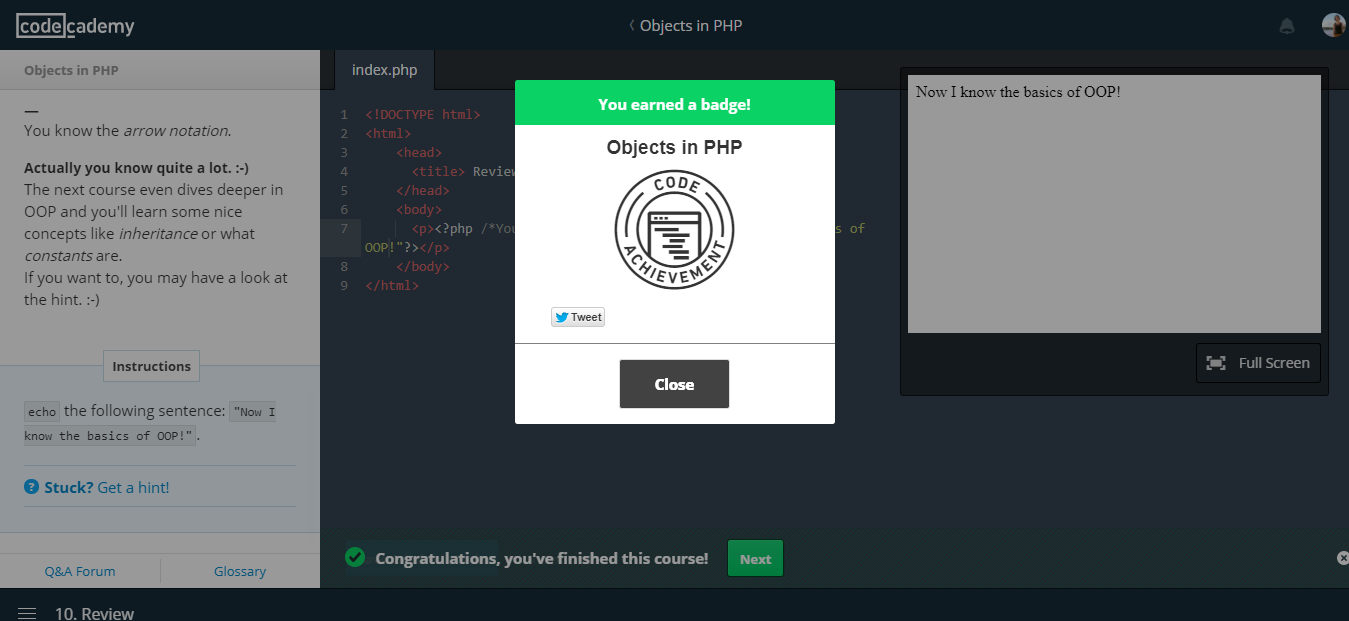 codecademy
Objects in PHP
Objects in PHP
—
You know the arrow notation.
Actually you know quite a lot. :-)
The next course even dives deeper in
OOP and you'll learn some nice
concepts like inheritance or what
constants are.
If you want to, you may have a look at
the hint. :-)
Instructions
echo the following sentence: "Now I
know the basics of OOP!".
? Stuck? Get a hint!
Q&A Forum
Glossary
index.php
1 <!DOCTYPE html>
2 <html>
3 <head>
4 <title> Review
5 </head>
6 <body>
7 <p><?php /*You s of
OOP!"?></p>
8 </body>
9 </html>
You earned a badge!
Objects in PHP
CODE
ACHIEVEMENT
Tweet
Close
Now I know the basics of OOP!
Full Screen
Congratulations, you've finished this course!
Next
10. Review